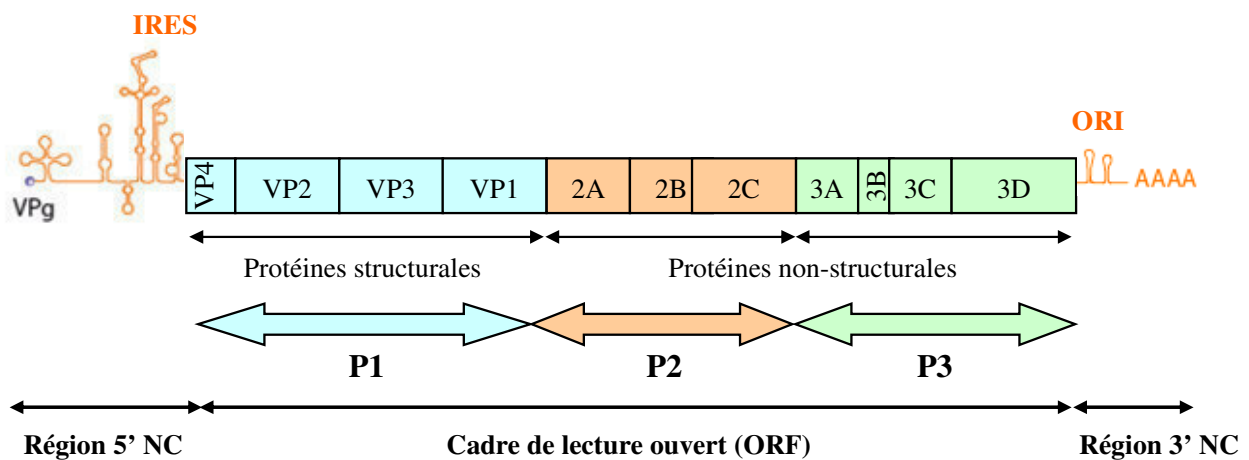 IRES
ORI
VPg
VP4 VP2 VP3 VP1 2A 2B 2C 3A 3B 3C 3D
AAAA
Protéines structurales Protéines non-structurales
P1 P2 P3
Région 5’ NC Cadre de lecture ouvert (ORF) Région 3’ NC